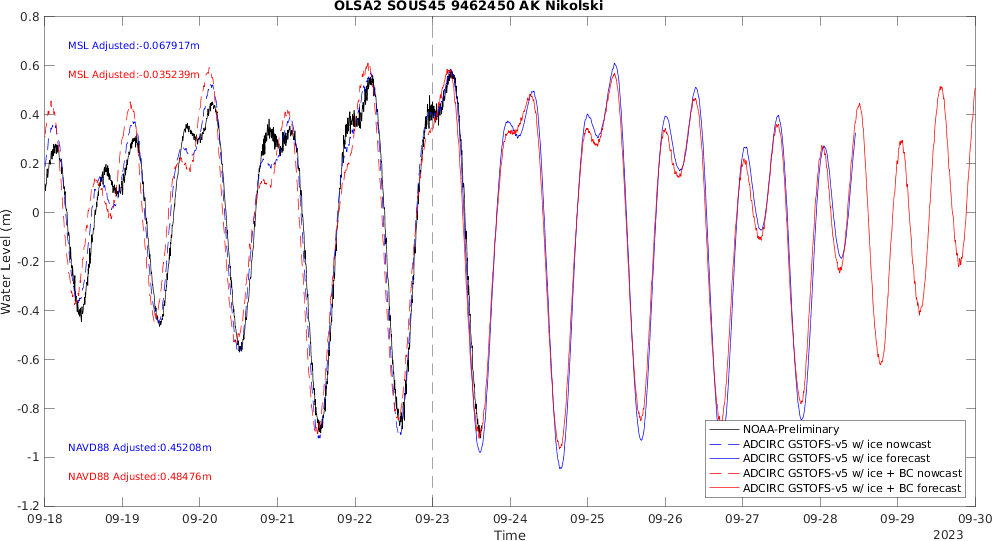 OLSA2 SOUS45 9462450 AK Nikolski
MSL Adjusted:-0.067917m
MSL Adjusted:-0.035239m
NAVD88 Adjusted:0.45208m
NAVD88 Adjusted:0.48476m
0.8
0.6
0.4
0.2
0
-0.2
-0.4
-0.6
-0.8
-1
-1.2
Water Level (m)
NOAA-Preliminary
ADCIRC GSTOFS-v5 w/ ice nowcast
ADCIRC GSTOFS-v5 w/ ice forecast
ADCIRC GSTOFS-v5 w/ ice + BC nowcast
ADCIRC GSTOFS-v5 w/ ice + BC forecast
09-18 09-19 09-20 09-21 09-22 09-23 09-24 09-25 09-26 09-27 09-28 09-29 09-30
Time
2023